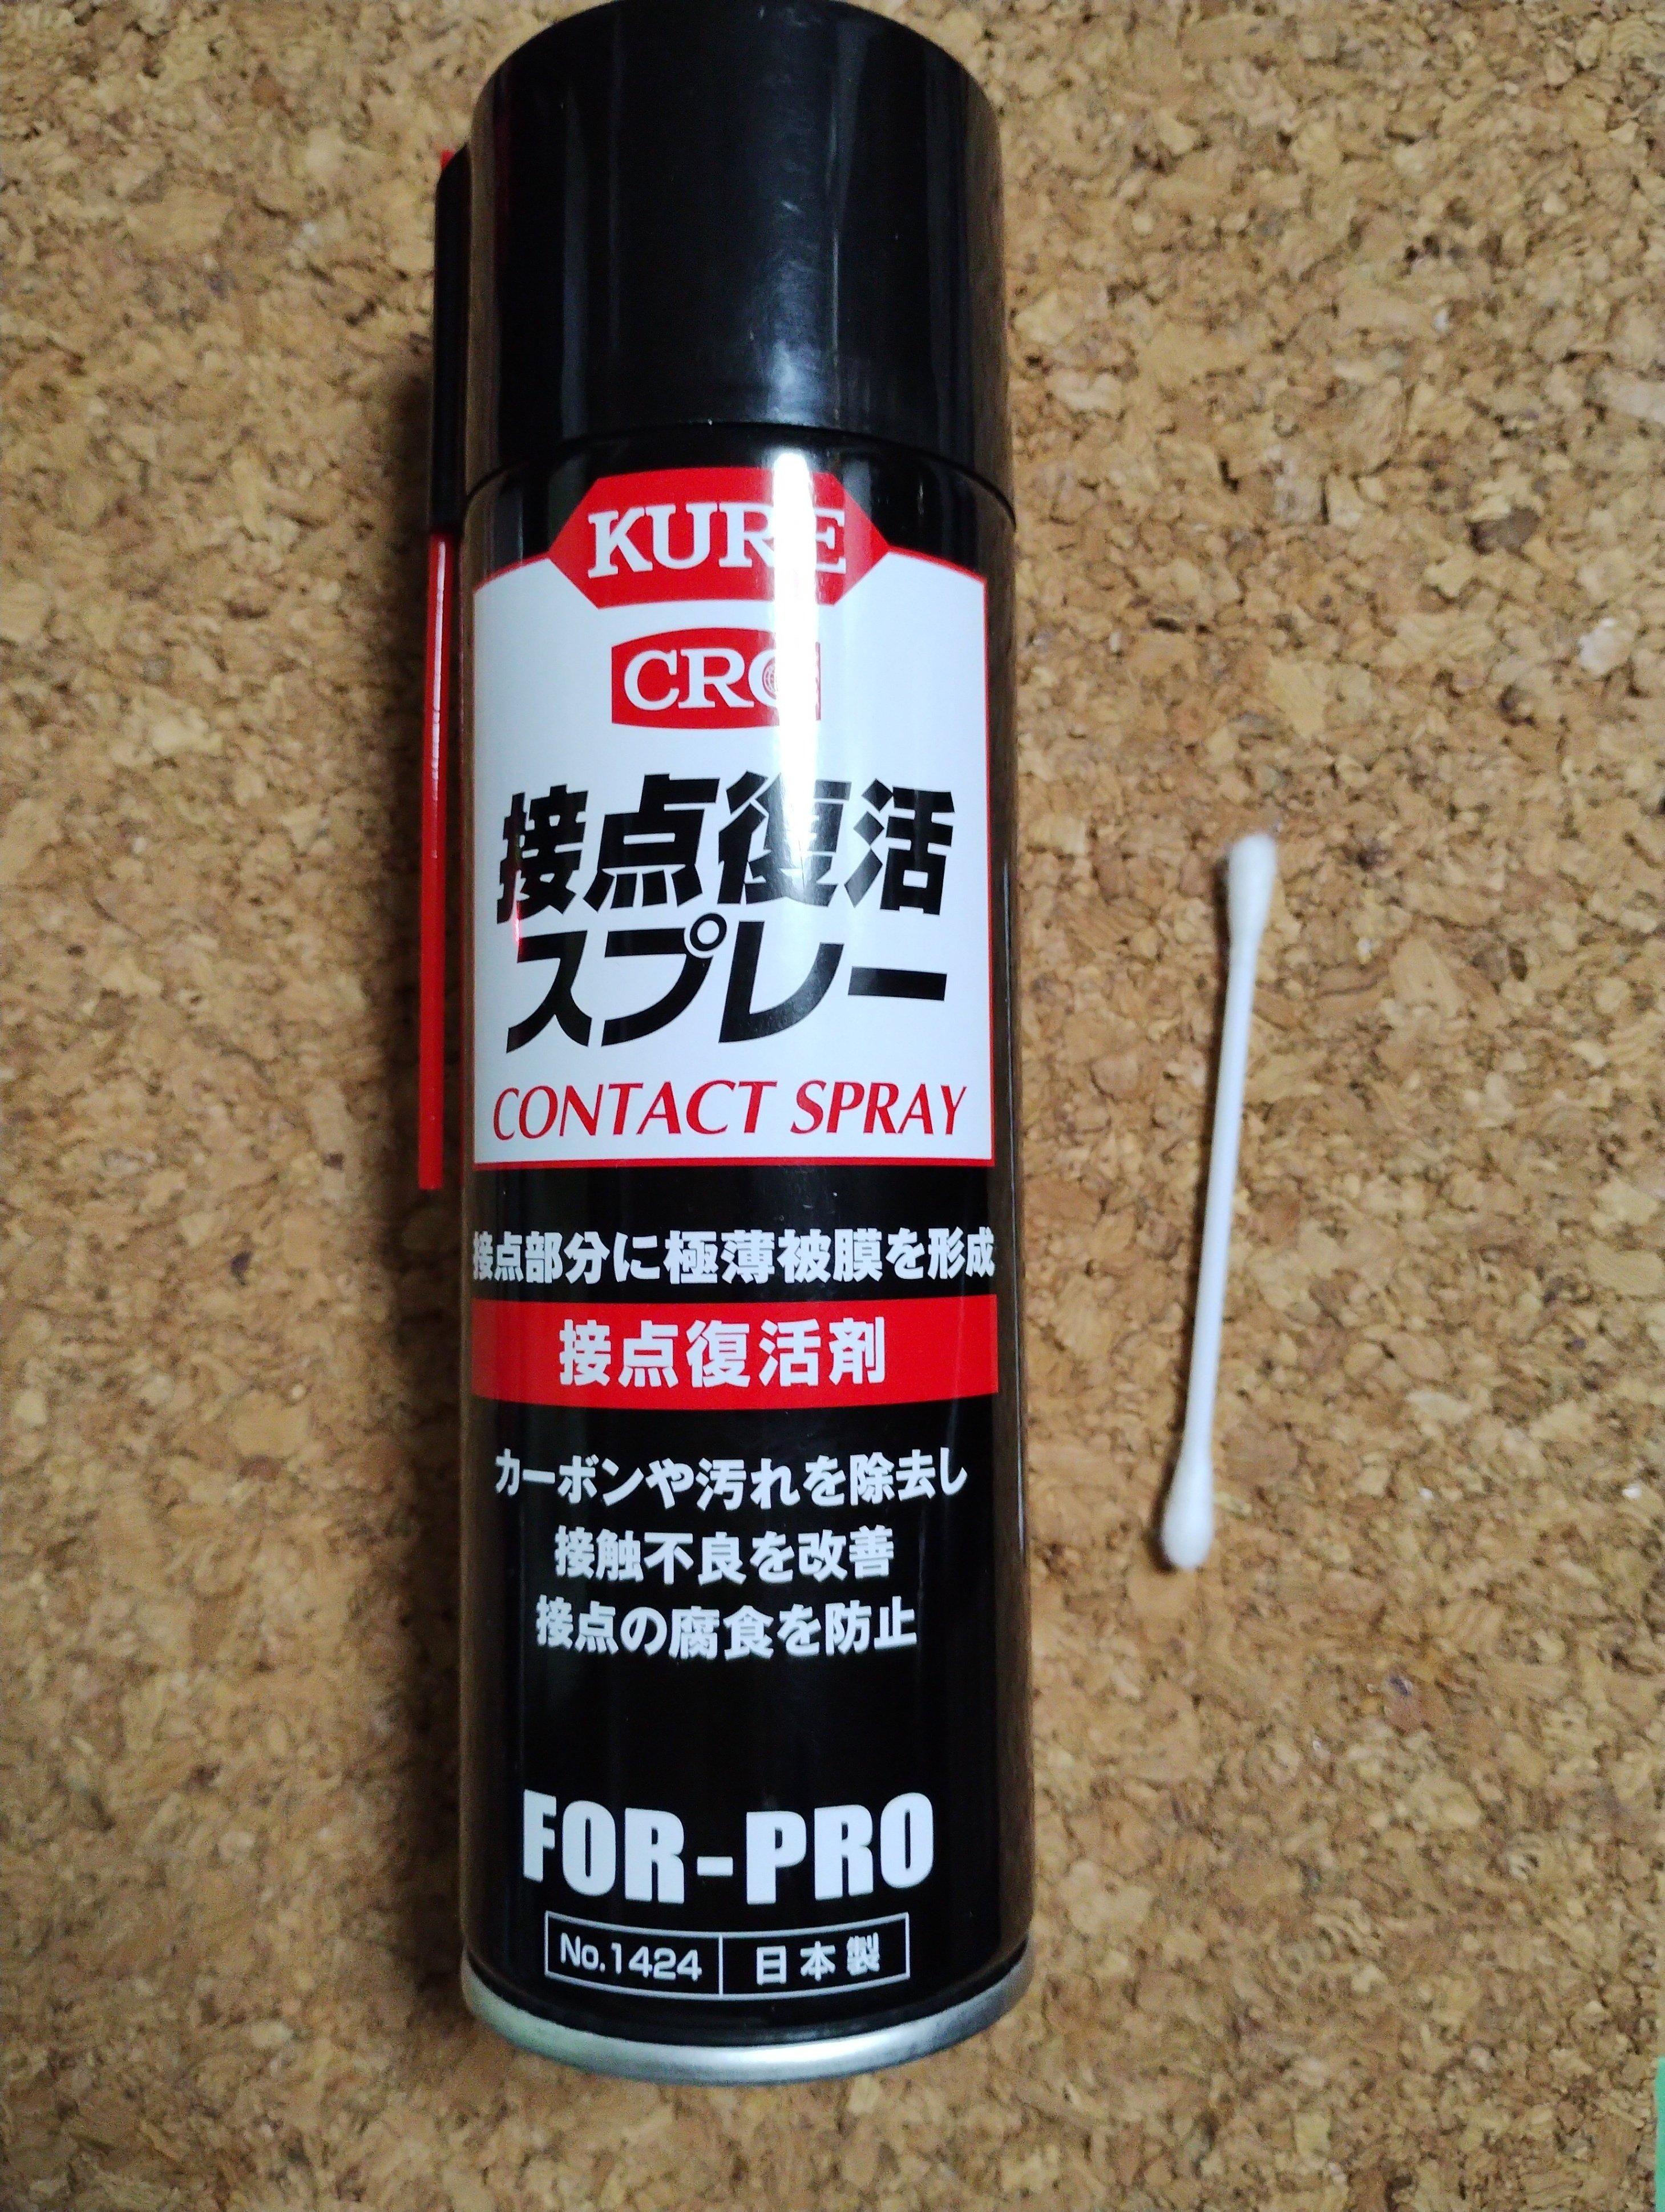 KURE
CRC
接点復活
スプレー
CONTACT SPRAY
接点部分に極薄被膜を形成
接点復活剤
カーボンや汚れを除去し
接触不良を改善
接点の腐食を防止
FOR-PRO
No.1424 日本製